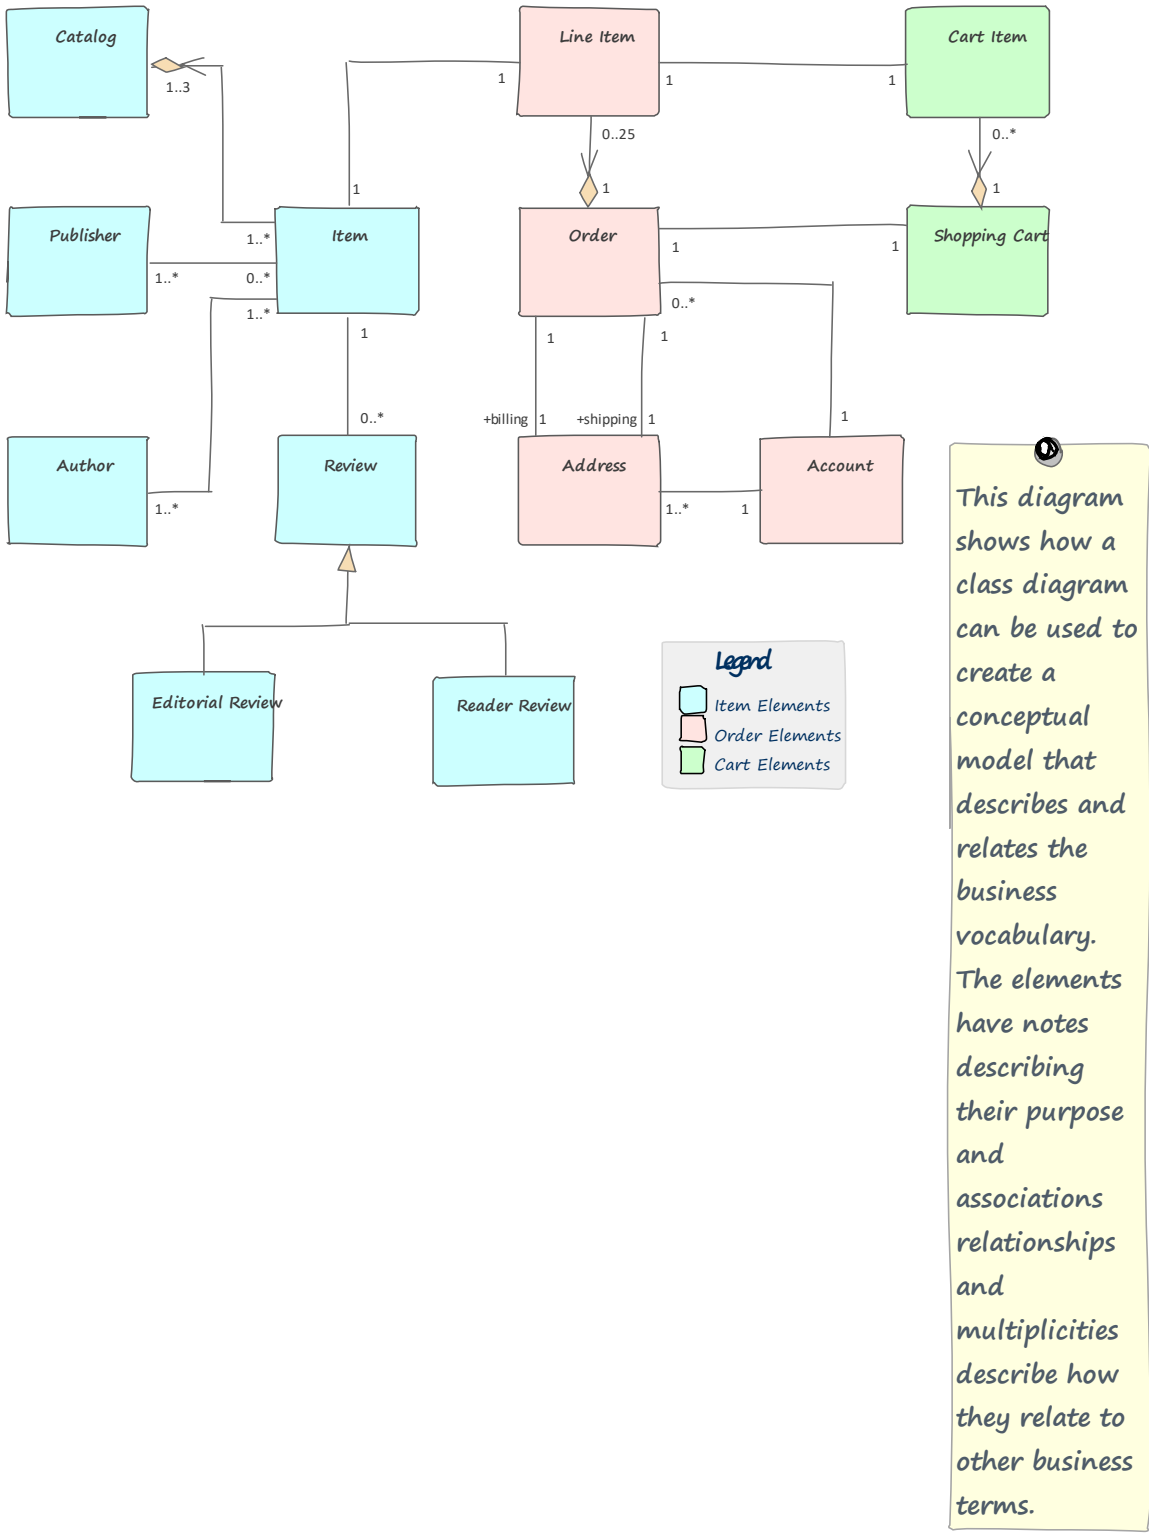 Catalog
Line Item
Cart Item
1..3
1
1
1
0..25
0..*
1
1
1
Publisher
Item
Order
Shopping Cart
1..*
1
1
1..*
0..*
0..*
1..*
1
1
1
0..*
+billing
1
+shipping
1
1
Author
Review
Address
Account
1..*
1..*
1
This diagram
shows how a
class diagram
can be used to
create a
conceptual
model that
describes and
relates the
business
vocabulary.
The elements
have notes
describing
their purpose
and
associations
relationships
and
multiplicities
describe how
they relate to
other business
terms.
Editorial Review
Reader Review
Legend
Item Elements
Order Elements
Cart Elements